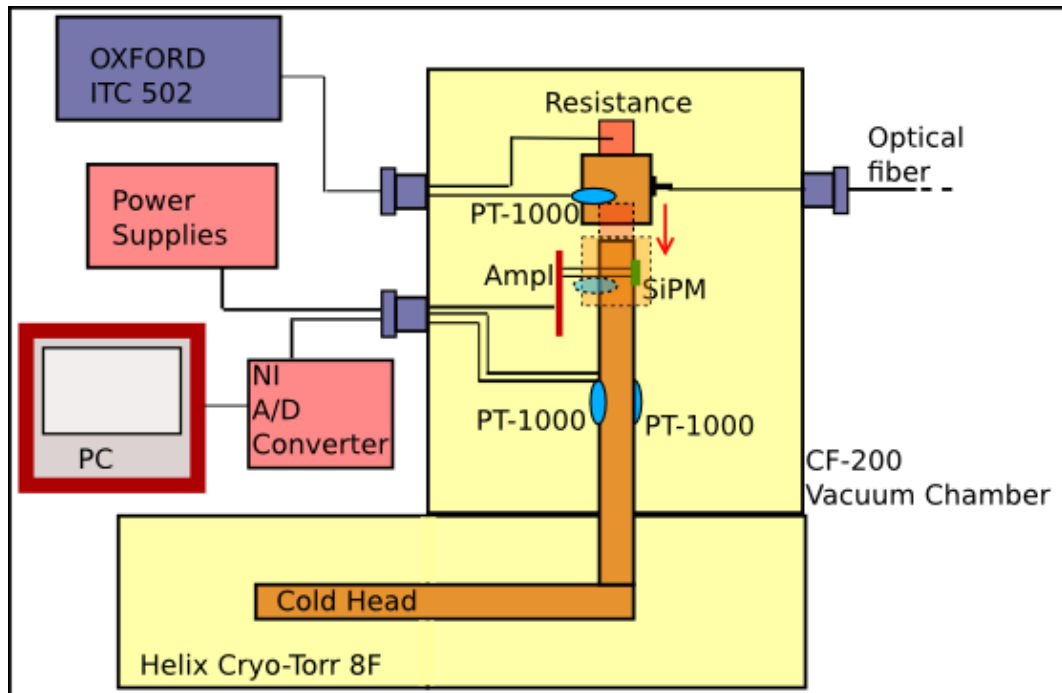 OXFORD
ITC 502
Resistance
Optical
fiber
Power
Supplies
PT-1000
Ampl
SiPM
NI
A/D
Converter
PC
PT-1000
PT-1000
CF-200
Vacuum Chamber
Cold Head
Helix Cryo-Torr 8F